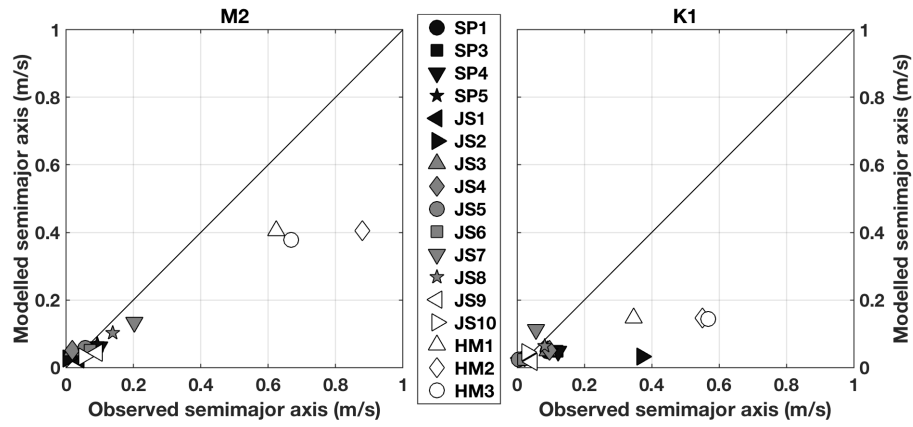 M2
K1
1
0.8
0.6
0.4
0.2
0
Modelled semimajor axis (m/s)
0
0.2
0.4
0.6
0.8
1
Observed semimajor axis (m/s)
SP1
SP3
SP4
SP5
JS1
JS2
JS3
JS4
JS5
JS6
JS7
JS8
JS9
JS10
HM1
HM2
HM3
1
0.8
0.6
0.4
0.2
0
Modelled semimajor axis (m/s)
0
0.2
0.4
0.6
0.8
1
Observed semimajor axis (m/s)